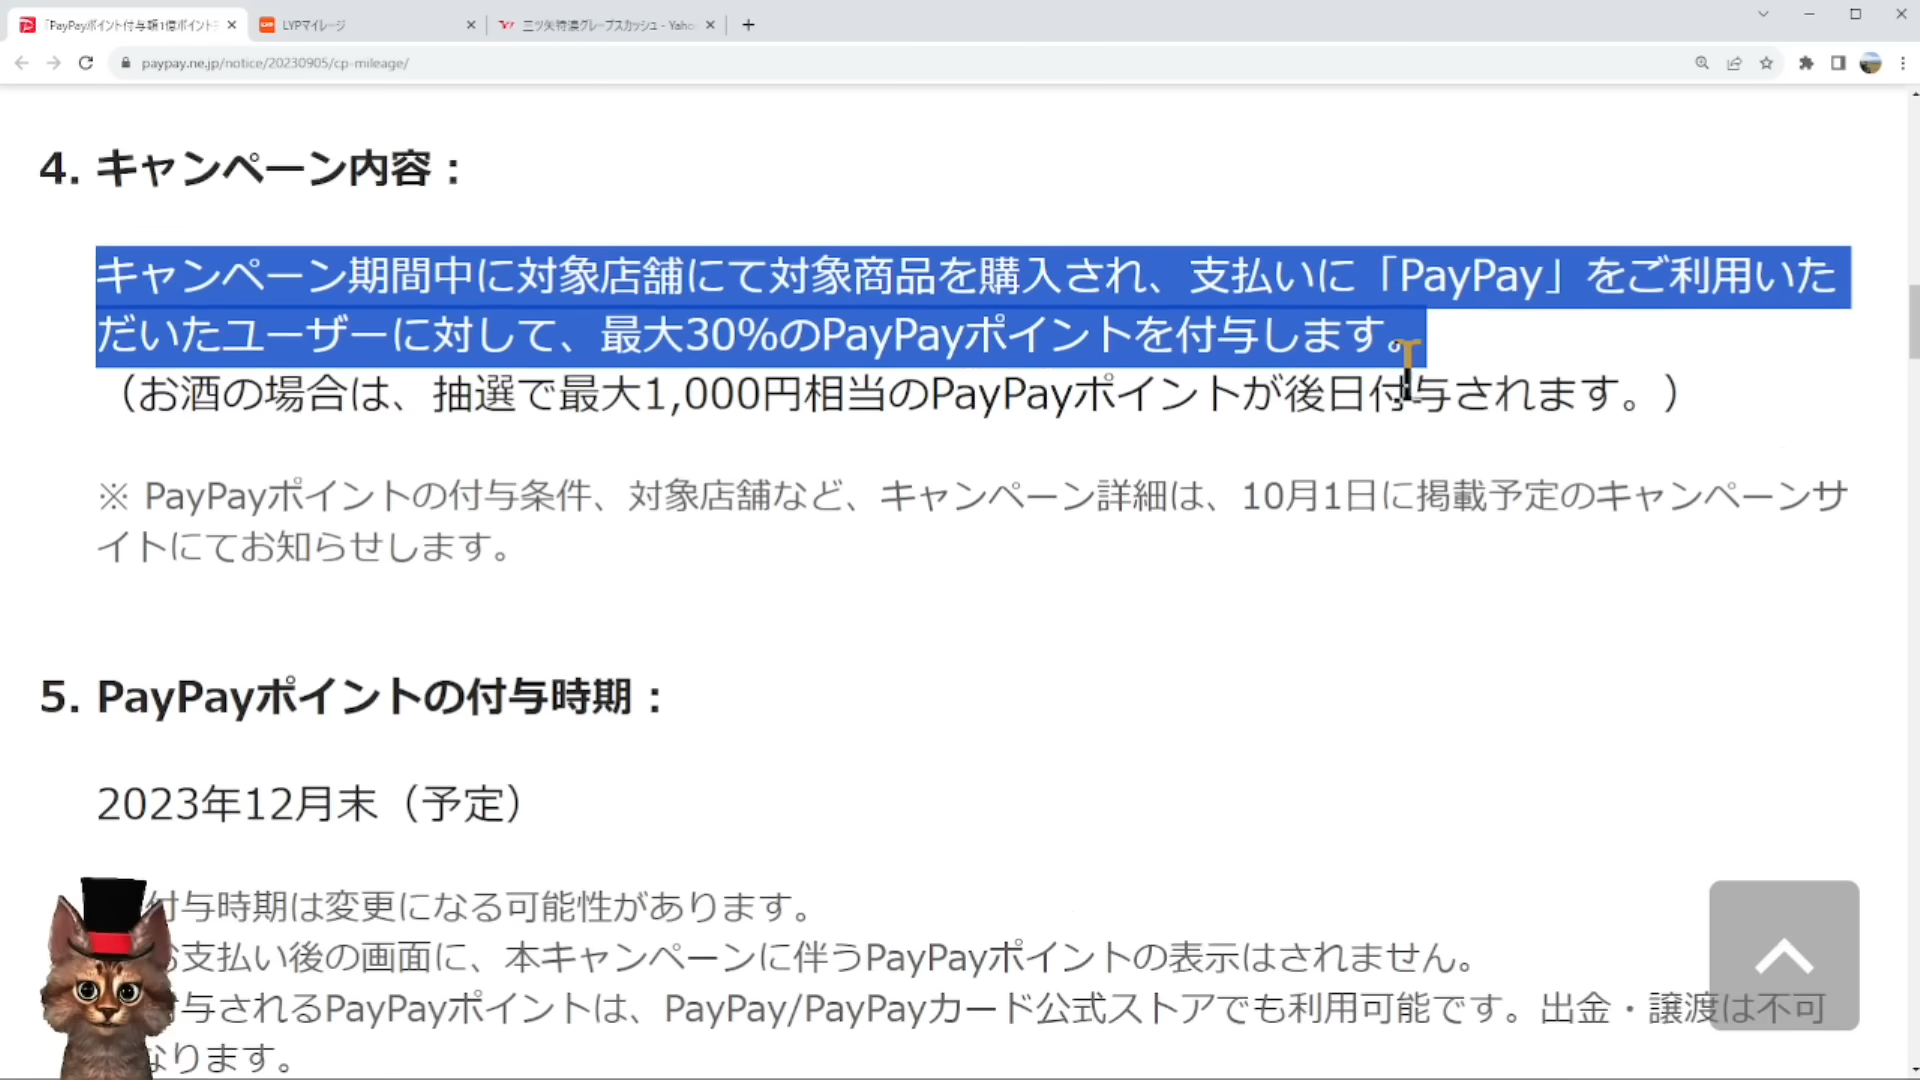 「PayPayポイント付与額1億ポイント
LYPマイレージ
三ツ矢特濃グレープスカッシュ - Yaho
paypay.ne.jp/notice/20230905/cp-mileage/
4. キャンペーン内容：
キャンペーン期間中に対象店舗にて対象商品を購入され、支払いに「PayPay」をご利用いた
だいたユーザーに対して、最大30%のPayPayポイントを付与します。
（お酒の場合は、抽選で最大1,000円相当のPayPayポイントが後日付与されます。）
※ PayPayポイントの付与条件、対象店舗など、キャンペーン詳細は、10月1日に掲載予定のキャンペーンサ
イトにてお知らせします。
5. PayPayポイントの付与時期：
2023年12月末（予定）
付与時期は変更になる可能性があります。
お支払い後の画面に、本キャンペーンに伴うPayPayポイントの表示はされません。
付与されるPayPayポイントは、PayPay/PayPayカード公式ストアでも利用可能です。出金・譲渡は不可
なります。